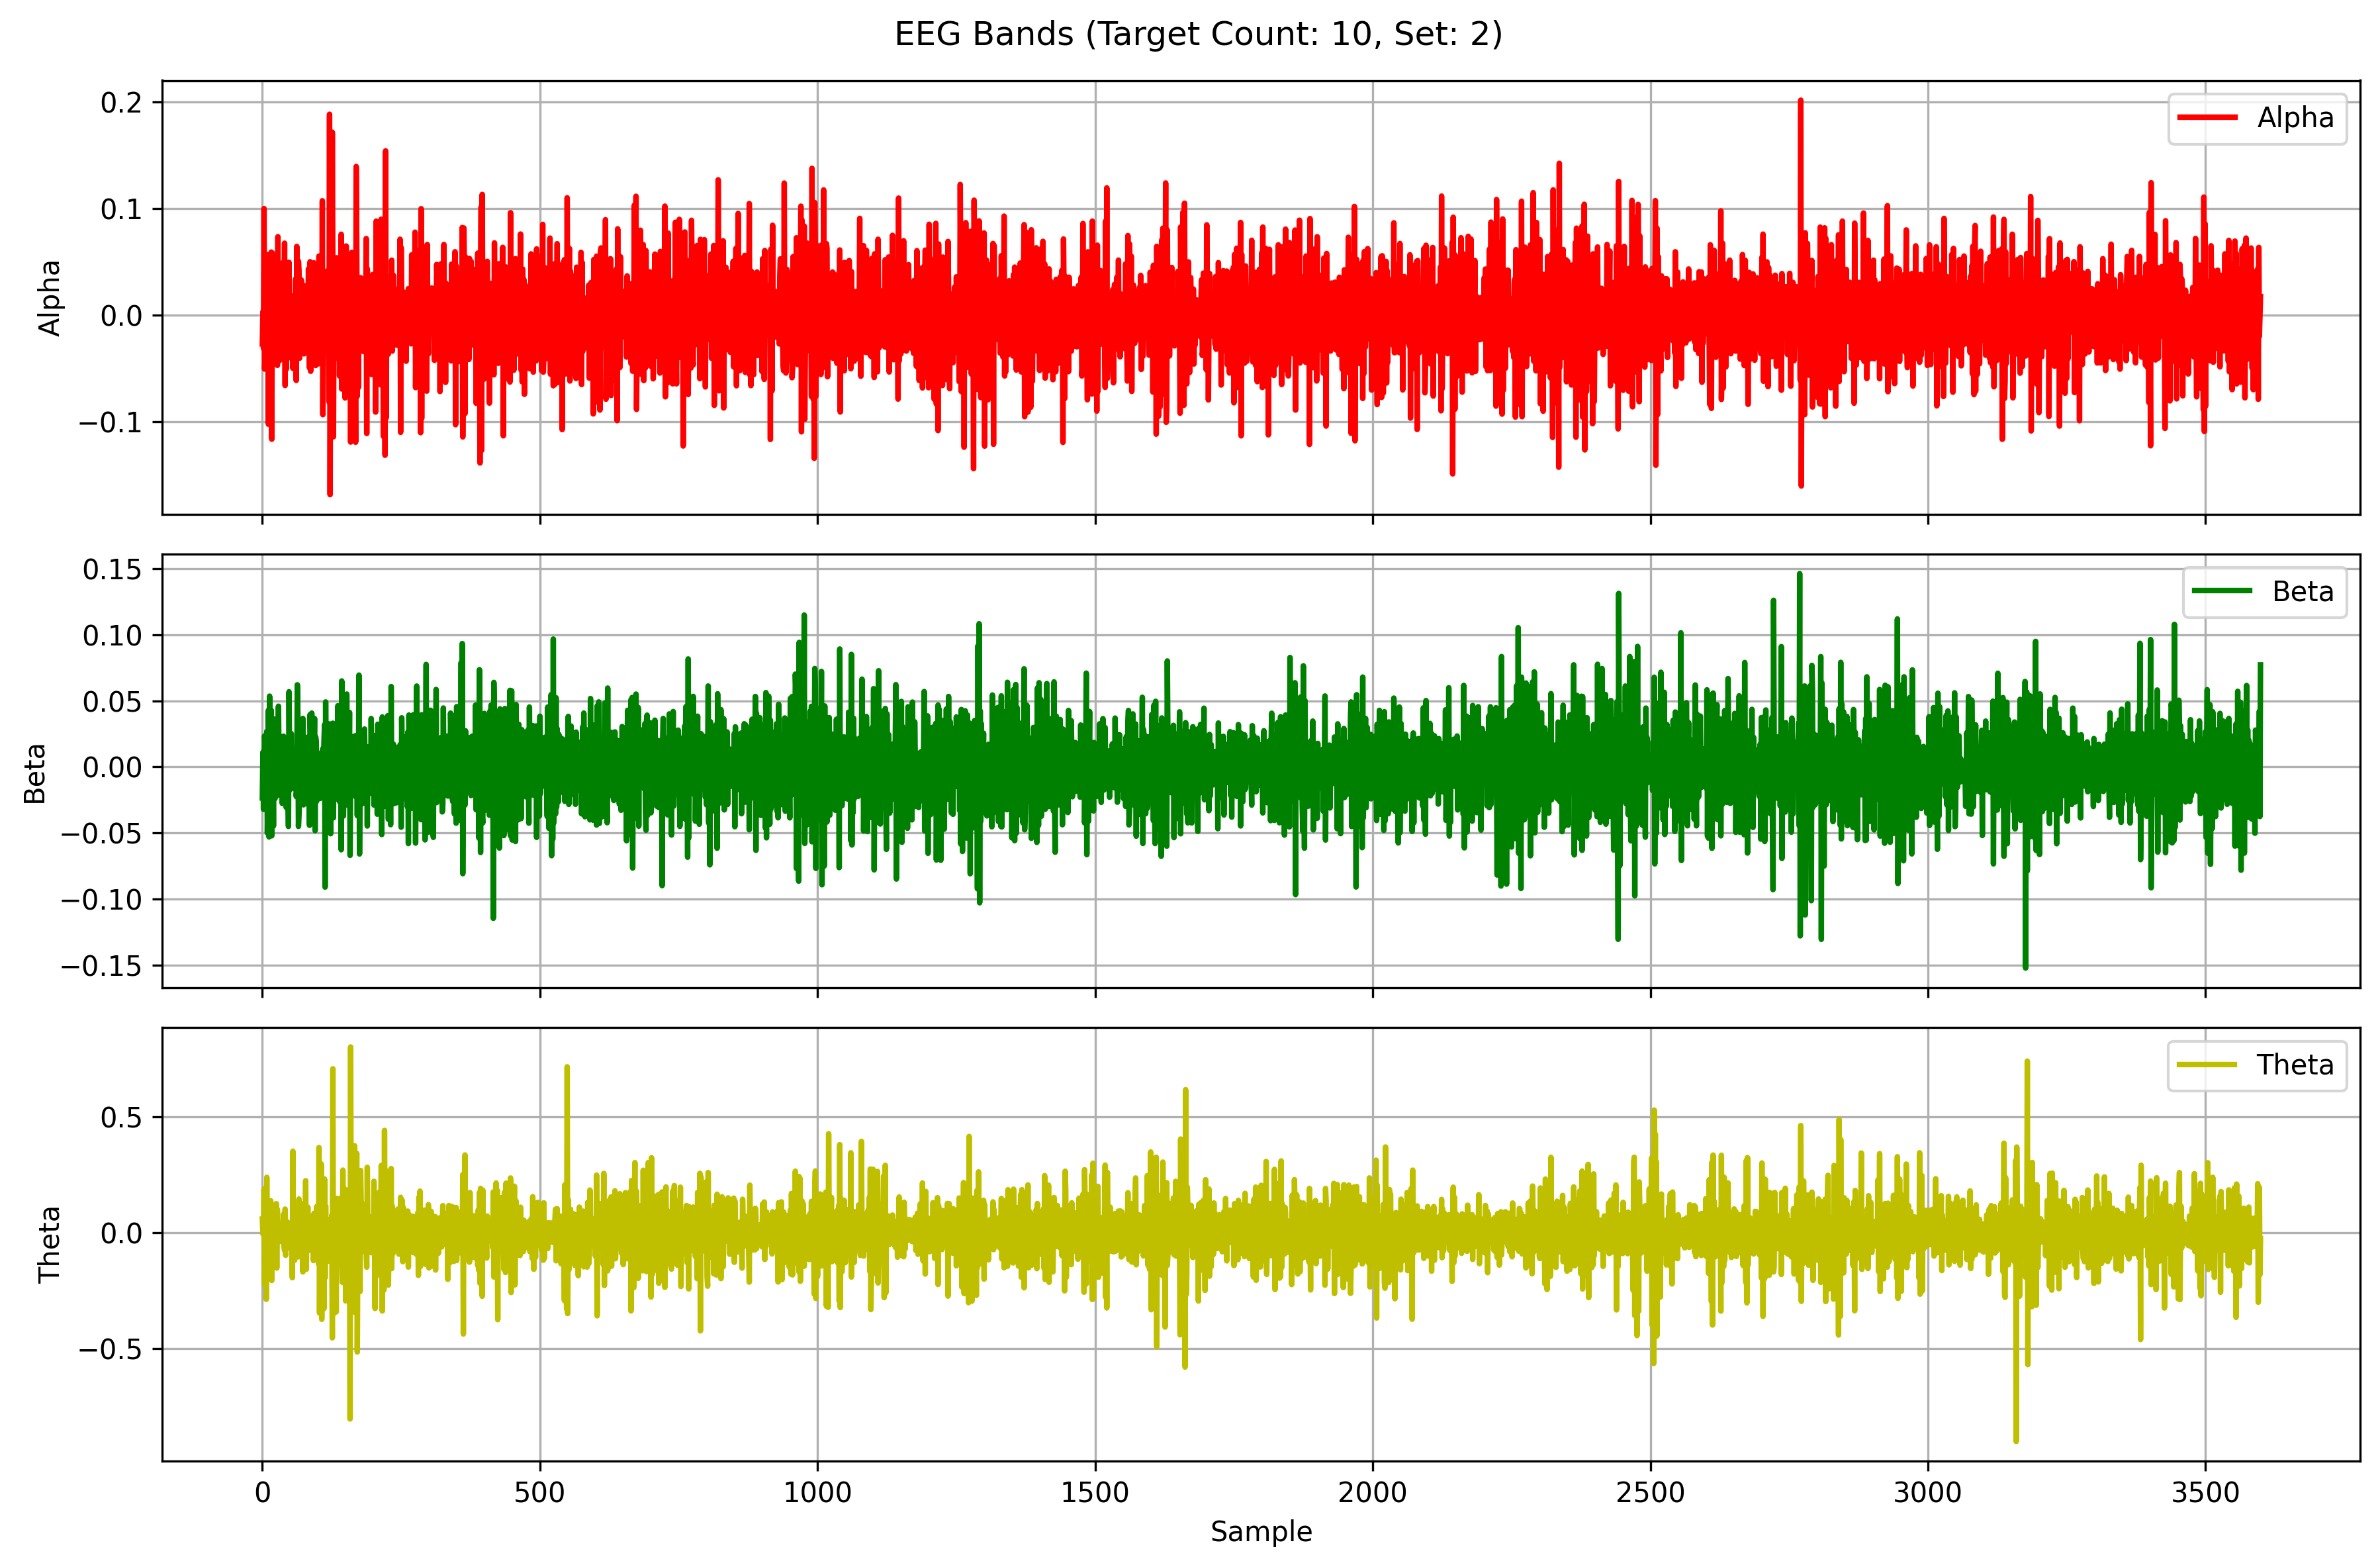 EEG Bands (Target Count: 10, Set: 2)
0.2
0.1
0.0
−0.1
Alpha
Alpha
0.15
0.10
0.05
0.00
−0.05
−0.10
−0.15
Beta
Beta
0.5
0.0
−0.5
Theta
Theta
0 500 1000 1500 2000 2500 3000 3500
Sample